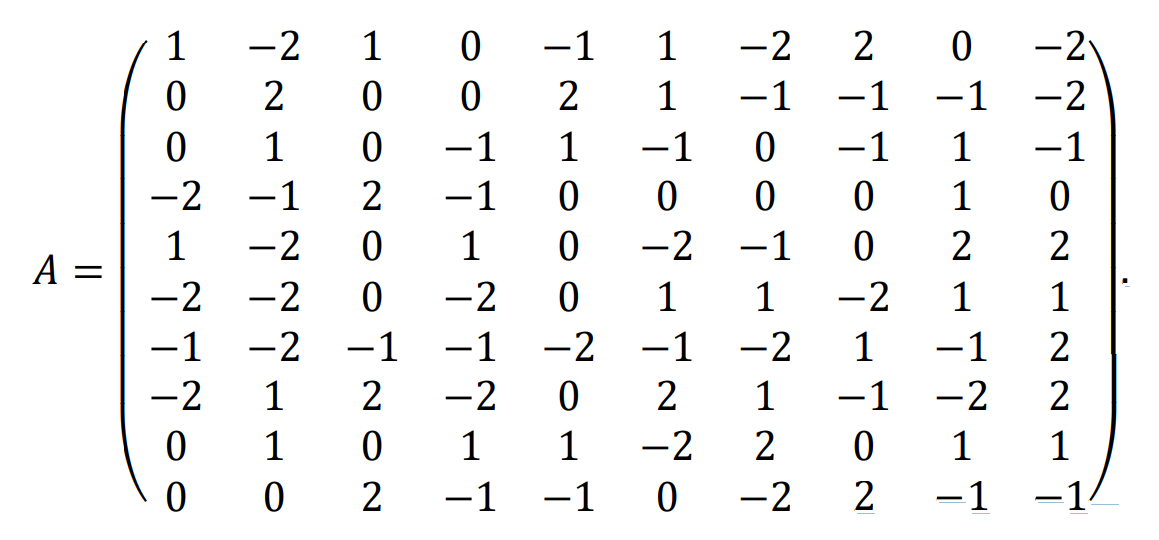 1 −2 1 0 −1 1 −2 2 0 −2
0 2 0 0 2 1 −1 −1 −1 −2
0 1 0 −1 1 −1 0 −1 1 −1
−2 −1 2 −1 0 0 0 0 1 0
1 −2 0 1 0 −2 −1 0 2 2
A = ( ) .
−2 −2 0 −2 0 1 1 −2 1 1
−1 −2 −1 −1 −2 −1 −2 1 −1 2
−2 1 2 −2 0 2 1 −1 −2 2
0 1 0 1 1 −2 2 0 1 1
0 0 2 −1 −1 0 −2 2 −1 −1